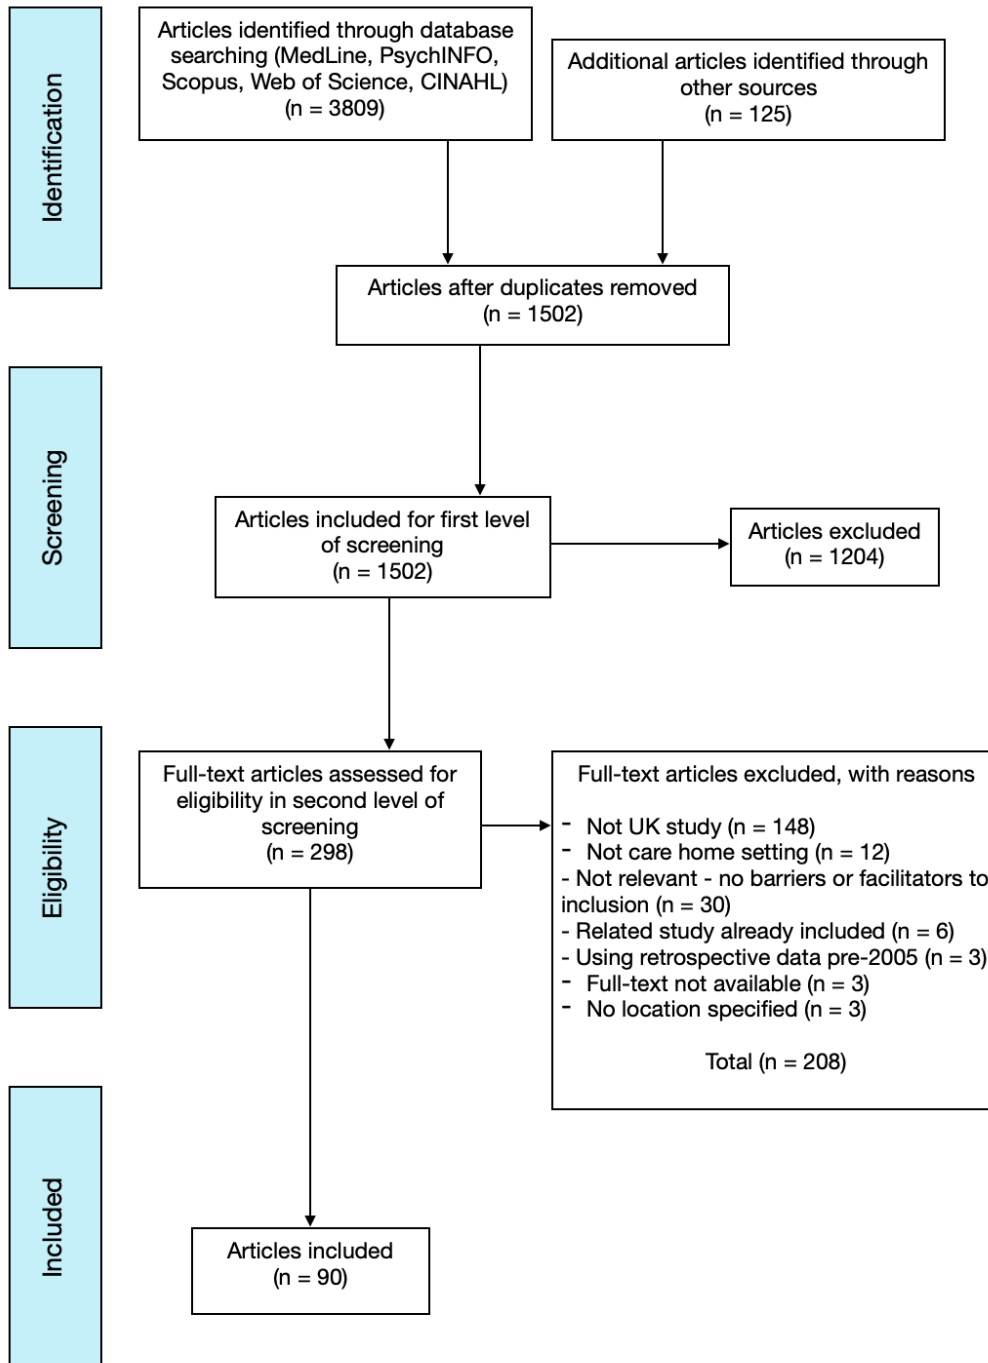 Identification
Articles identified through database
searching (MedLine, PsychINFO,
Scopus, Web of Science, CINAHL)
(n = 3809)
Additional articles identified through
other sources
(n = 125)
Articles after duplicates removed
(n = 1502)
Screening
Articles included for first level
of screening
(n = 1502)
Articles excluded
(n = 1204)
Eligibility
Full-text articles assessed for
eligibility in second level of
screening
(n = 298)
Full-text articles excluded, with reasons
- Not UK study (n = 148)
- Not care home setting (n = 12)
- Not relevant - no barriers or facilitators to
inclusion (n = 30)
- Related study already included (n = 6)
- Using retrospective data pre-2005 (n = 3)
- Full-text not available (n = 3)
- No location specified (n = 3)
Total (n = 208)
Included
Articles included
(n = 90)